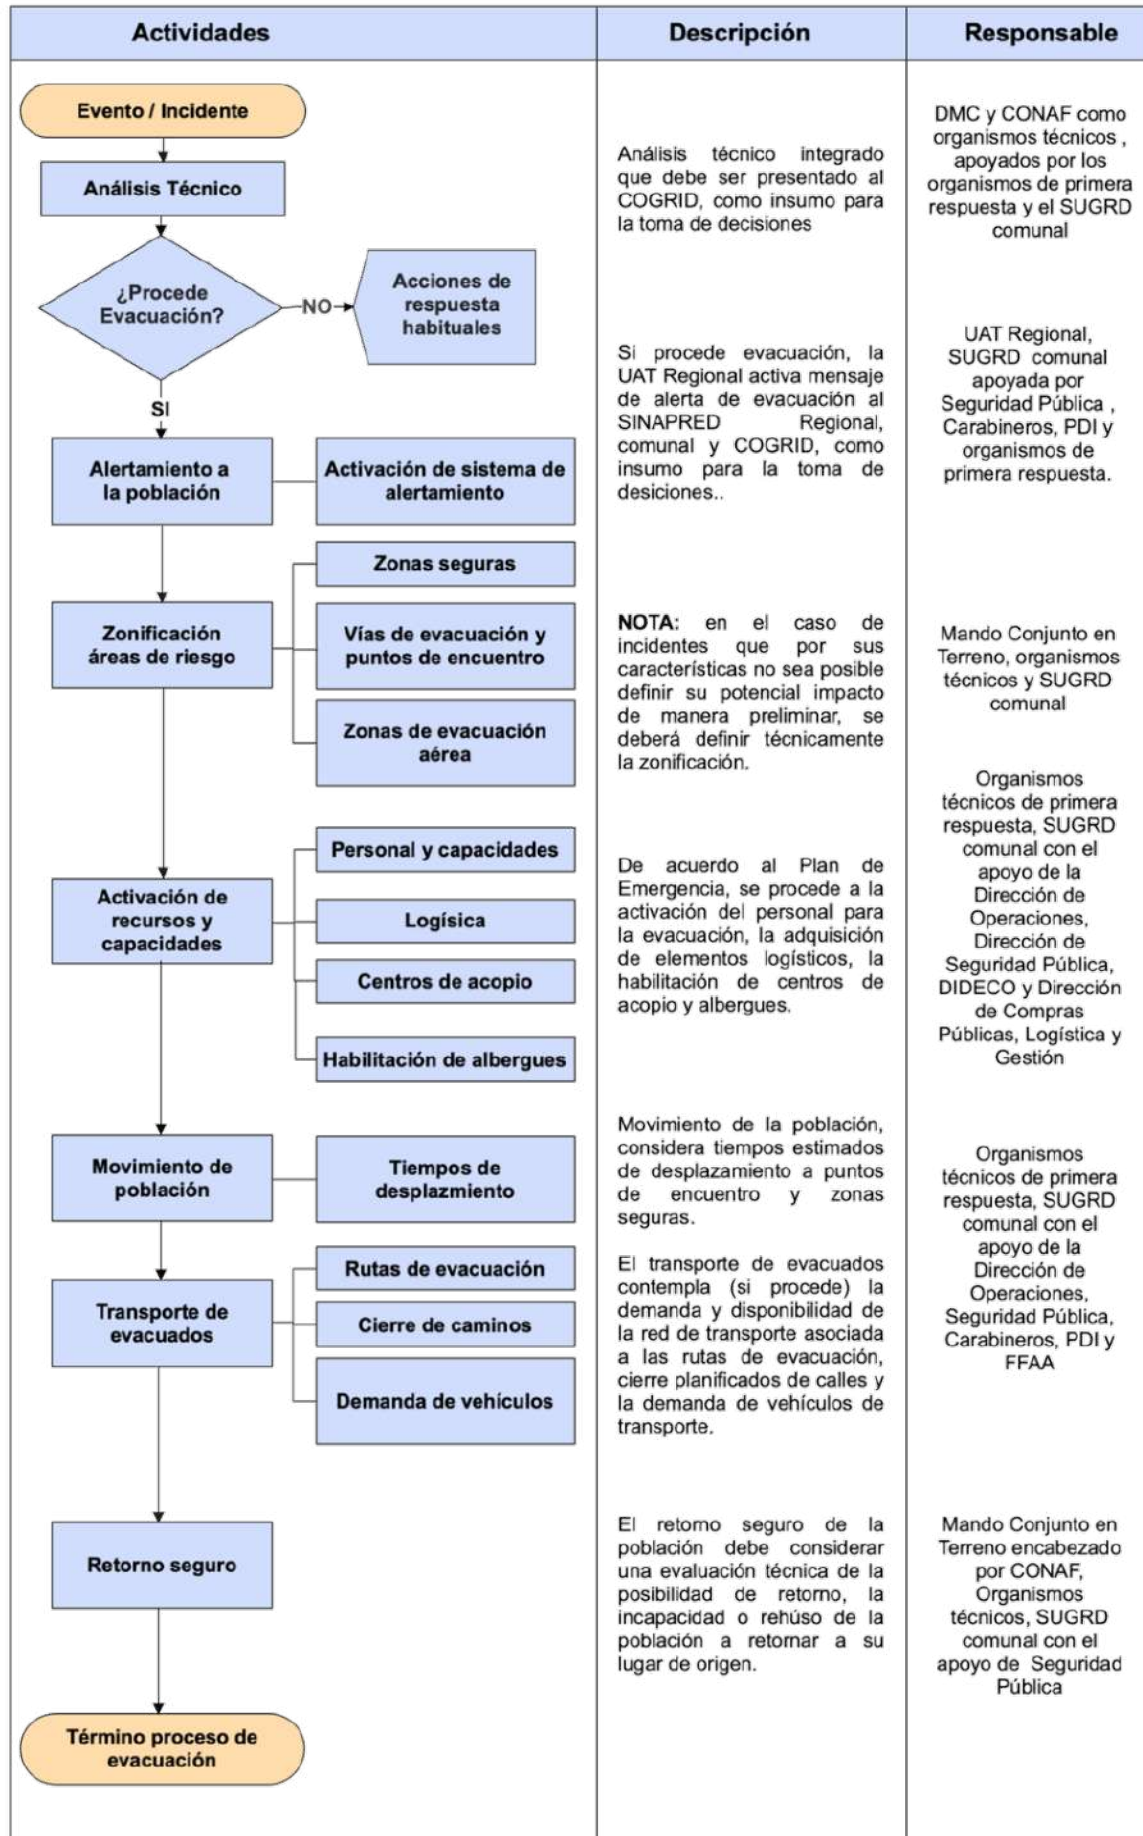 Actividades
Descripción
Responsable
Evento / Incidente
Análisis Técnico
¿Procede
Evacuación?
NO
Acciones de
respuesta
habituales
SI
Alertamiento a
la población
Activación de sistema de
alertamiento
Zonificación
áreas de riesgo
Zonas seguras
Vías de evacuación y
puntos de encuentro
Zonas de evacuación
aérea
Activación de
recursos y
capacidades
Personal y capacidades
Logísica
Centros de acopio
Habilitación de albergues
Movimiento de
población
Tiempos de
desplazmiento
Transporte de
evacuados
Rutas de evacuación
Cierre de caminos
Demanda de vehículos
Retorno seguro
Término proceso de
evacuación
Análisis técnico integrado
que debe ser presentado al
COGRID, como insumo para
la toma de decisiones
Si procede evacuación, la
UAT Regional activa mensaje
de alerta de evacuación al
SINAPRED Regional,
comunal y COGRID, como
insumo para la toma de
desiciones..
NOTA: en el caso de
incidentes que por sus
características no sea posible
definir su potencial impacto
de manera preliminar, se
deberá definir técnicamente
la zonificación.
De acuerdo al Plan de
Emergencia, se procede a la
activación del personal para
la evacuación, la adquisición
de elementos logísticos, la
habilitación de centros de
acopio y albergues.
Movimiento de la población,
considera tiempos estimados
de desplazamiento a puntos
de encuentro y zonas
seguras.
El transporte de evacuados
contempla (si procede) la
demanda y disponibilidad de
la red de transporte asociada
a las rutas de evacuación,
cierre planificados de calles y
la demanda de vehículos de
transporte.
El retorno seguro de la
población debe considerar
una evaluación técnica de la
posibilidad de retorno, la
incapacidad o rehúso de la
población a retornar a su
lugar de origen.
DMC y CONAF como
organismos técnicos ,
apoyados por los
organismos de primera
respuesta y el SUGRD
comunal
UAT Regional,
SUGRD comunal
apoyada por
Seguridad Pública ,
Carabineros, PDI y
organismos de
primera respuesta.
Mando Conjunto en
Terreno, organismos
técnicos y SUGRD
comunal
Organismos
técnicos de primera
respuesta, SUGRD
comunal con el
apoyo de la
Dirección de
Operaciones,
Dirección de
Seguridad Pública,
DIDECO y Dirección
de Compras
Públicas, Logística y
Gestión
Organismos
técnicos de primera
respuesta, SUGRD
comunal con el
apoyo de la
Dirección de
Operaciones,
Seguridad Pública,
Carabineros, PDI y
FFAA
Mando Conjunto en
Terreno encabezado
por CONAF,
Organismos
técnicos, SUGRD
comunal con el
apoyo de Seguridad
Pública